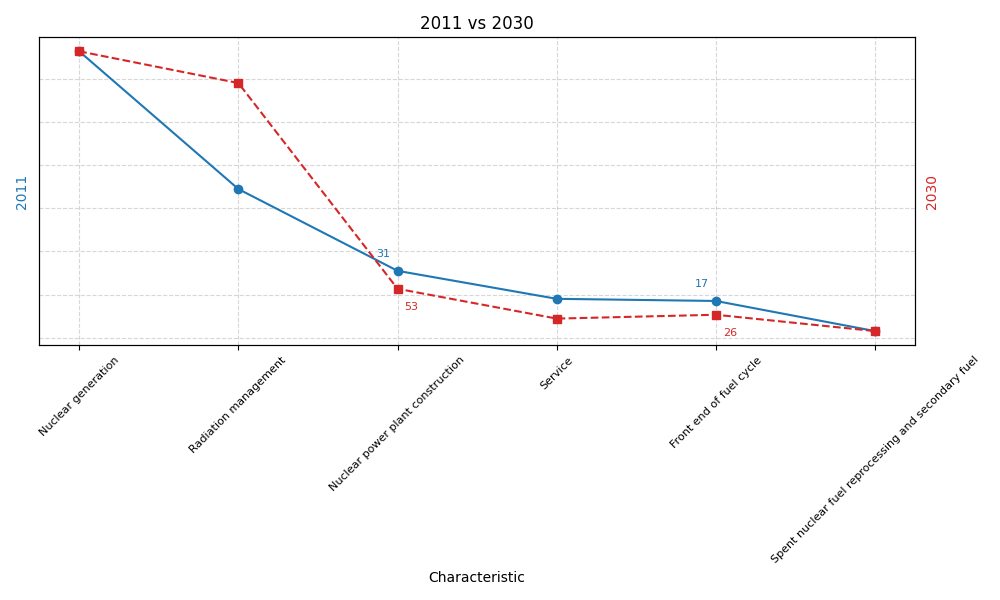 2011 vs 2030
2011
2030
31
53
17
26
Nuclear generation
Radiation management
Nuclear power plant construction
Service
Front end of fuel cycle
Spent nuclear fuel reprocessing and secondary fuel
Characteristic